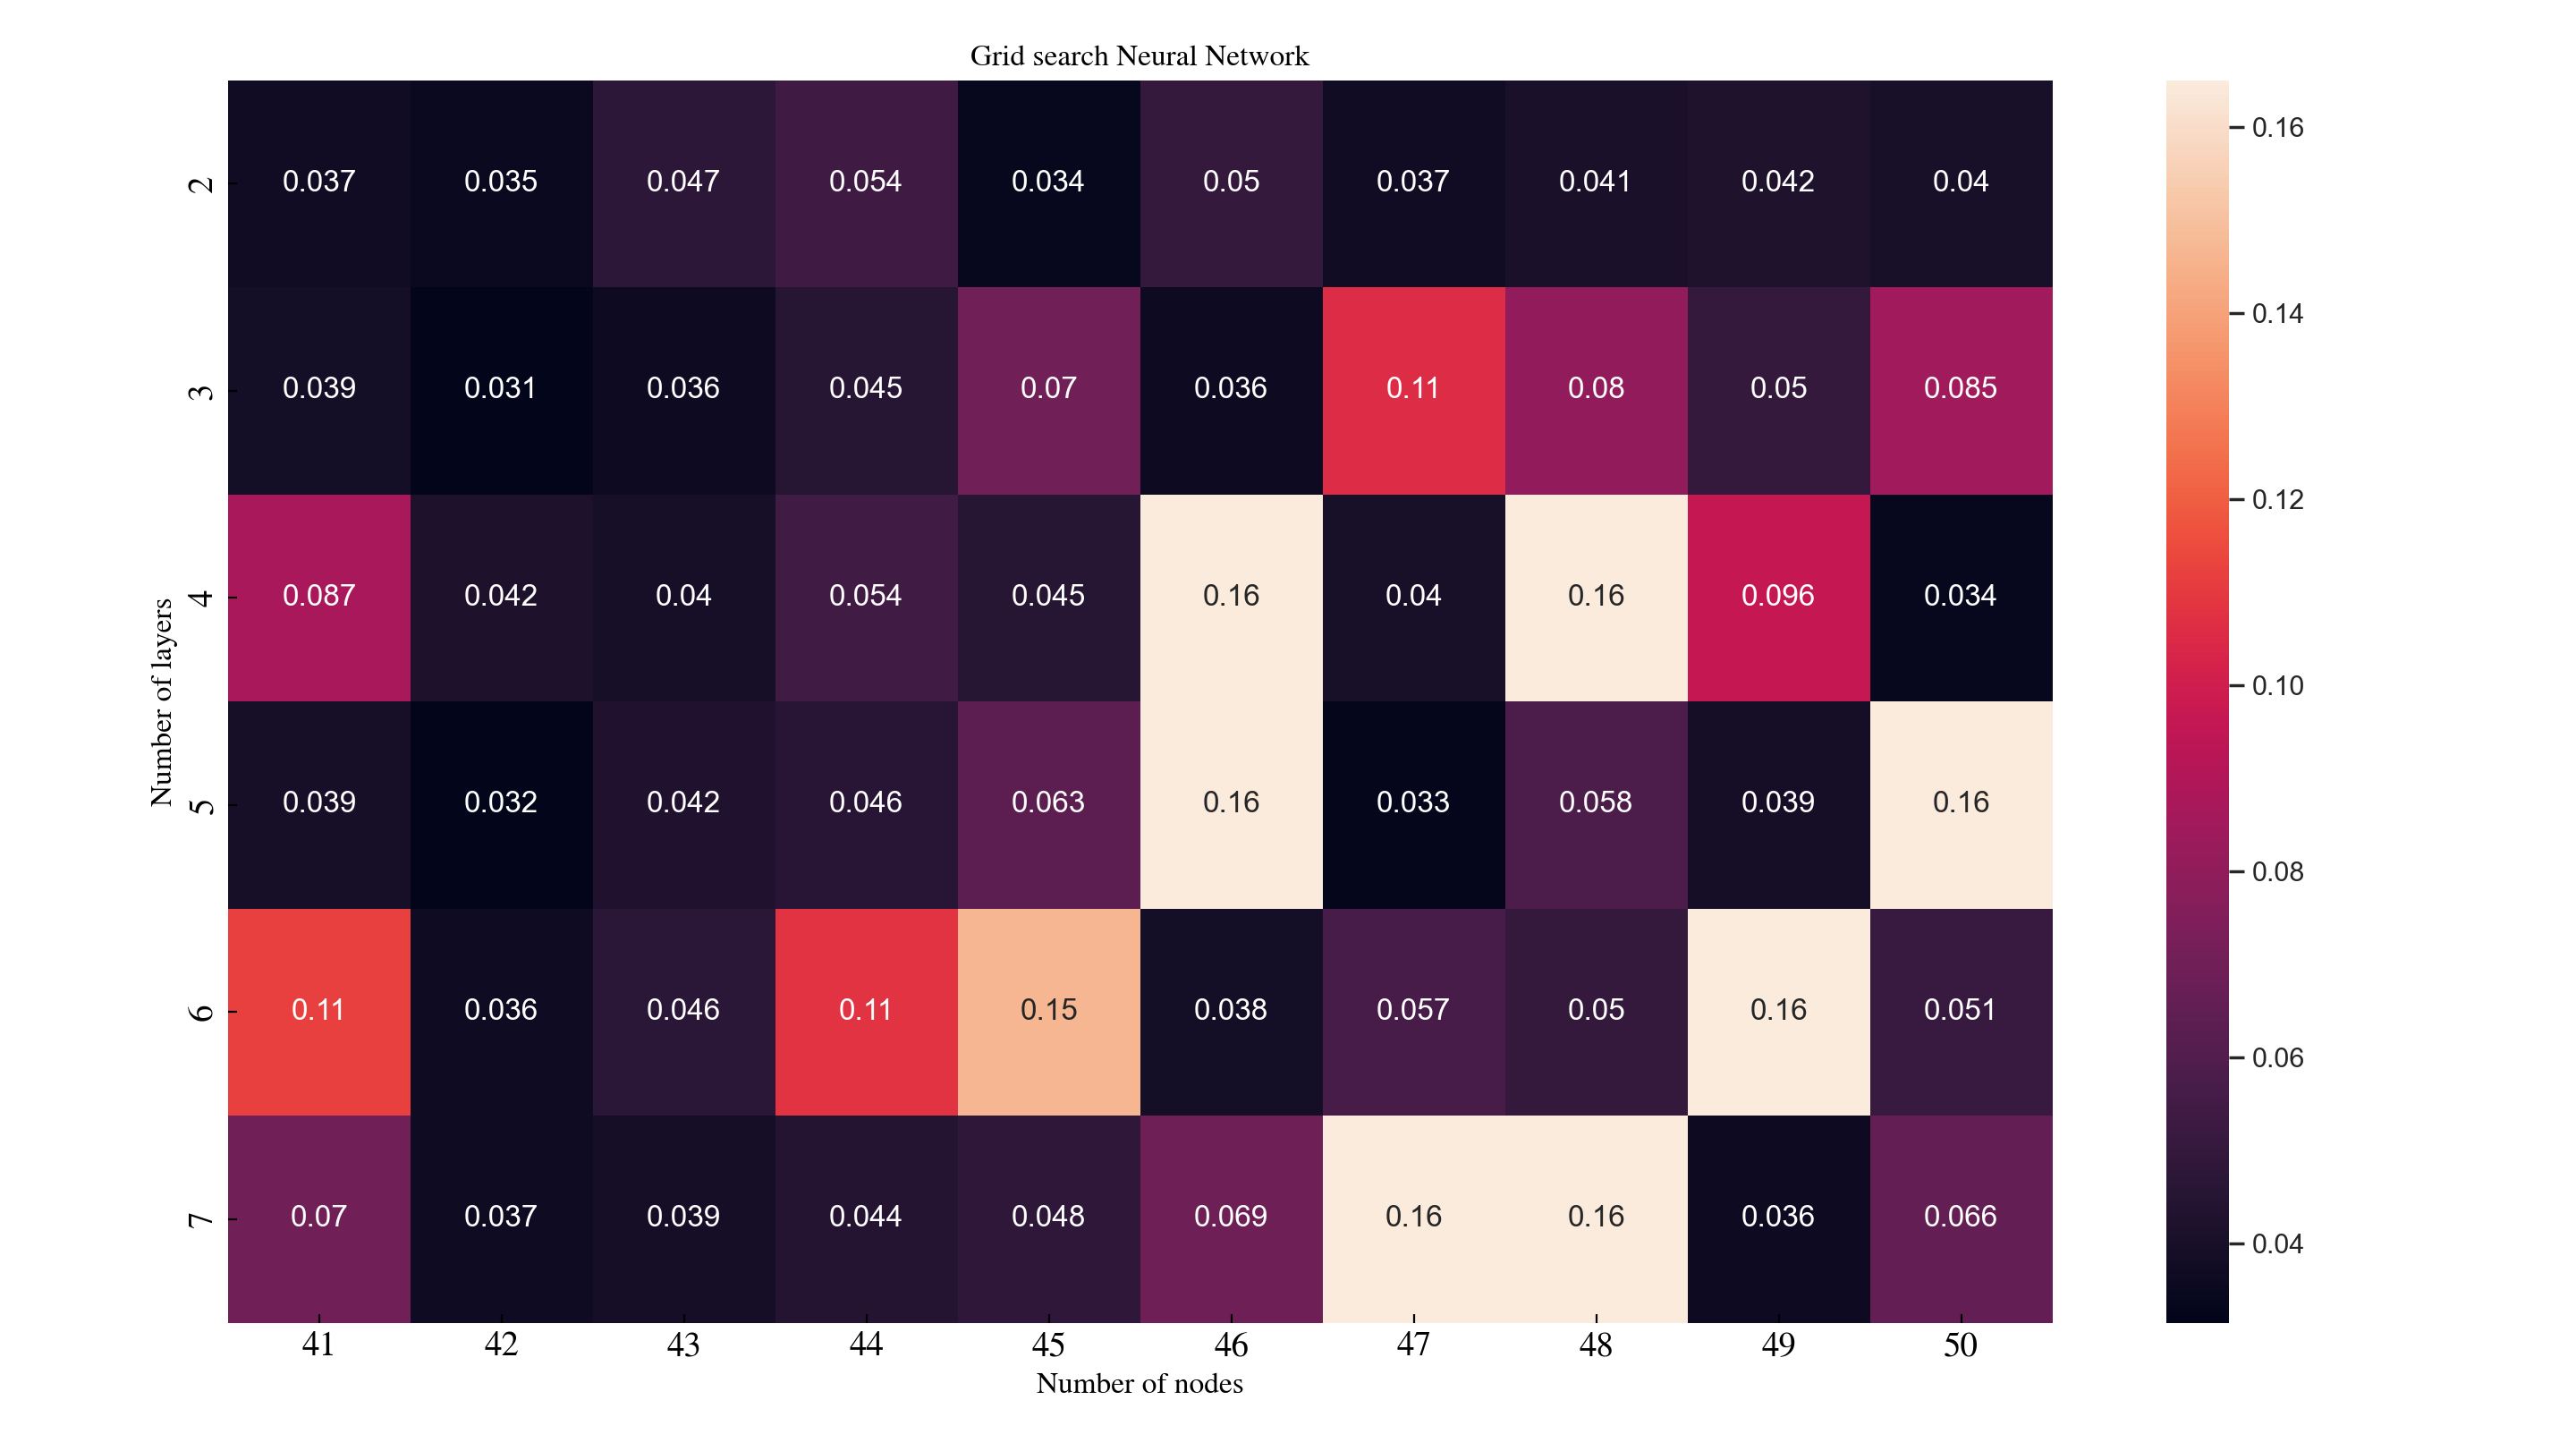 Grid search Neural Network
2 0.037 0.035 0.047 0.054 0.034 0.05 0.037 0.041 0.042 0.04
3 0.039 0.031 0.036 0.045 0.07 0.036 0.11 0.08 0.05 0.085
4 0.087 0.042 0.04 0.054 0.045 0.16 0.04 0.16 0.096 0.034
5 0.039 0.032 0.042 0.046 0.063 0.16 0.033 0.058 0.039 0.16
6 0.11 0.036 0.046 0.11 0.15 0.038 0.057 0.05 0.16 0.051
7 0.07 0.037 0.039 0.044 0.048 0.069 0.16 0.16 0.036 0.066
Number of layers
41 42 43 44 45 46 47 48 49 50
Number of nodes
0.16
0.14
0.12
0.10
0.08
0.06
0.04